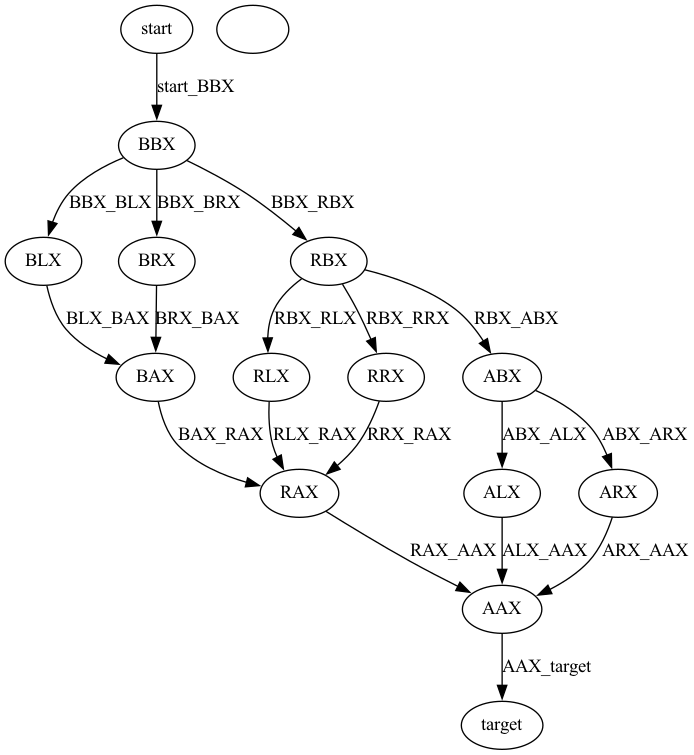 start
start_BBX
BBX
BBX_BLX BBX_BRX BBX_RBX
BLX BRX RBX
BLX_BAX BRX_BAX RBX_RLX RBX_RRX RBX_ABX
BAX RLX RRX ABX
BAX_RAX RLX_RAX RRX_RAX ABX_ALX ABX_ARX
RAX ALX ARX
RAX_AAX ALX_AAX ARX_AAX
AAX
AAX_target
target